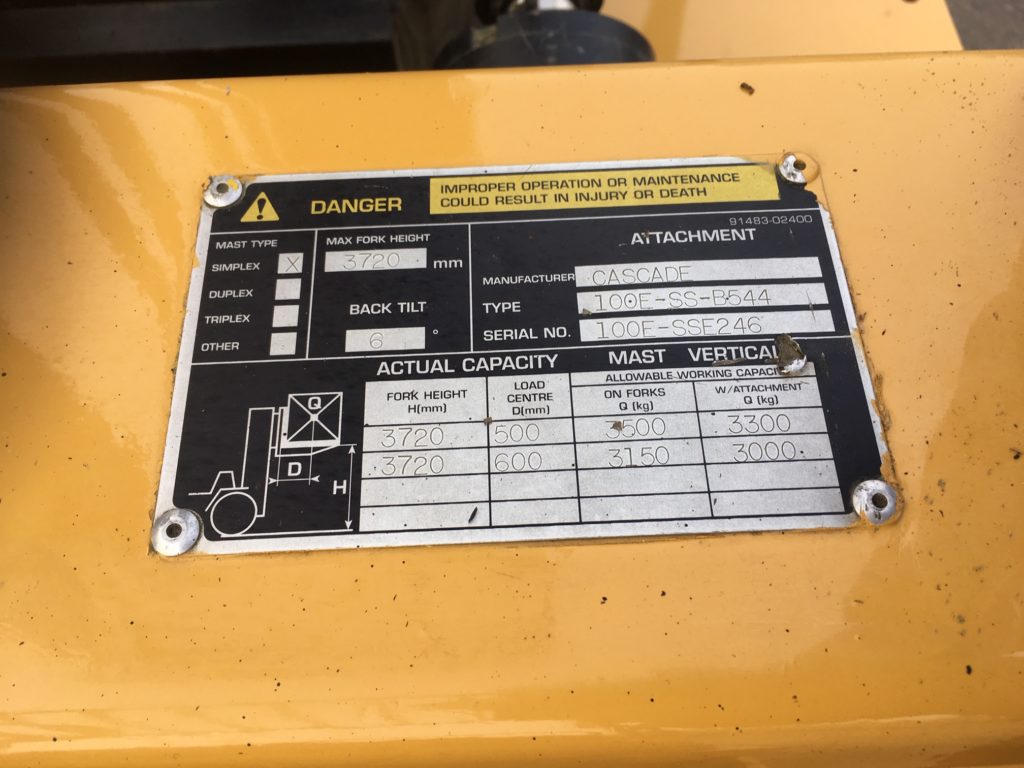 DANGER
IMPROPER OPERATION OR MAINTENANCE
COULD RESULT IN INJURY OR DEATH
91483-02400
MAST TYPE
SIMPLEX X
DUPLEX
TRIPLEX
OTHER
MAX FORK HEIGHT
3720 mm
BACK TILT
6 °
ATTACHMENT
MANUFACTURER CASCADE
TYPE 100E-SS-B544
SERIAL NO. 100E-SSE246
ACTUAL CAPACITY MAST VERTICAL
FORK HEIGHT
H(mm)
LOAD
CENTRE
D(mm)
ALLOWABLE WORKING CAPACITY
ON FORKS
Q (kg)
W/ATTACHMENT
Q (kg)
3720 500 3500 3300
3720 600 3150 3000
Q
D
H